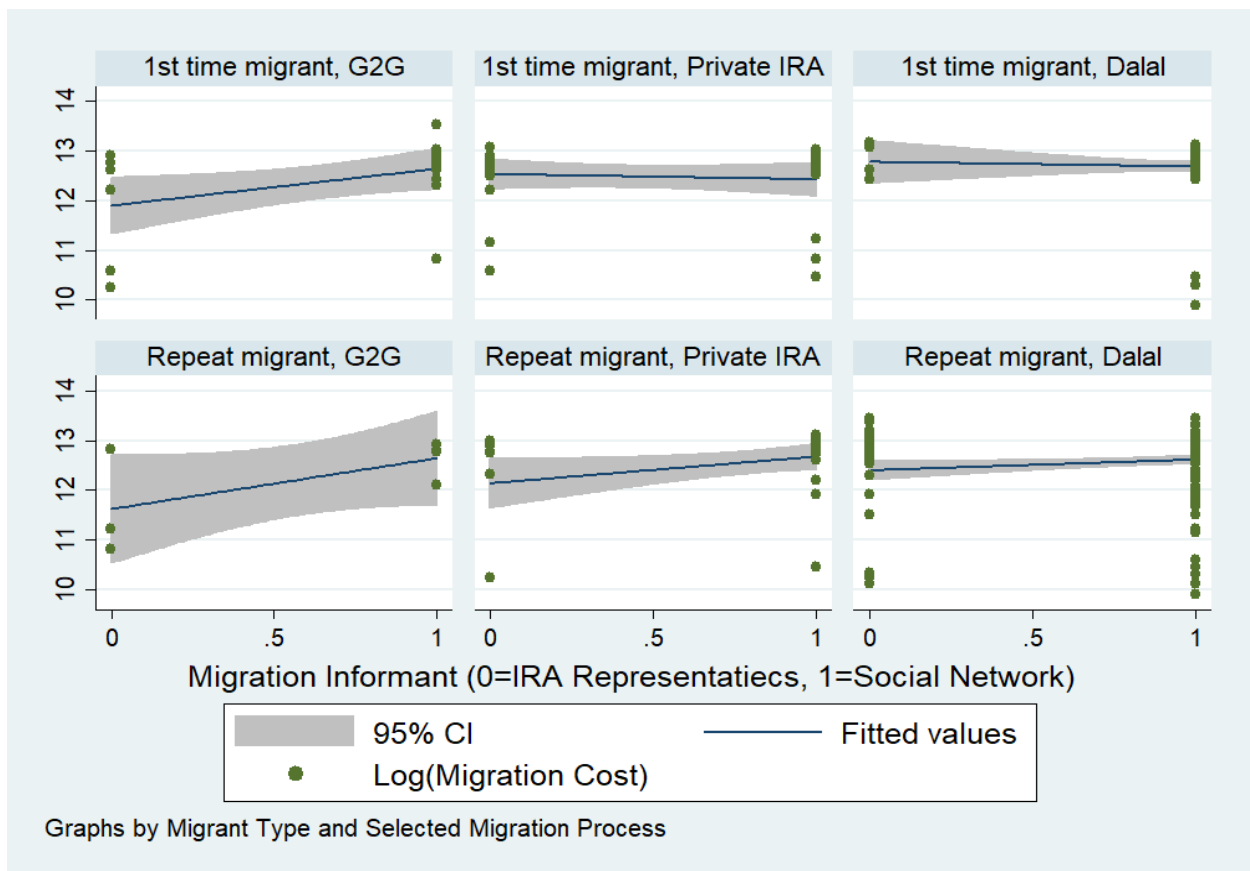 1st time migrant, G2G
1st time migrant, Private IRA
1st time migrant, Dalal
14
13
12
11
10
Repeat migrant, G2G
Repeat migrant, Private IRA
Repeat migrant, Dalal
14
13
12
11
10
0 .5 1
0 .5 1
0 .5 1
Migration Informant (0=IRA Representatiecs, 1=Social Network)
95% CI
Fitted values
Log(Migration Cost)
Graphs by Migrant Type and Selected Migration Process